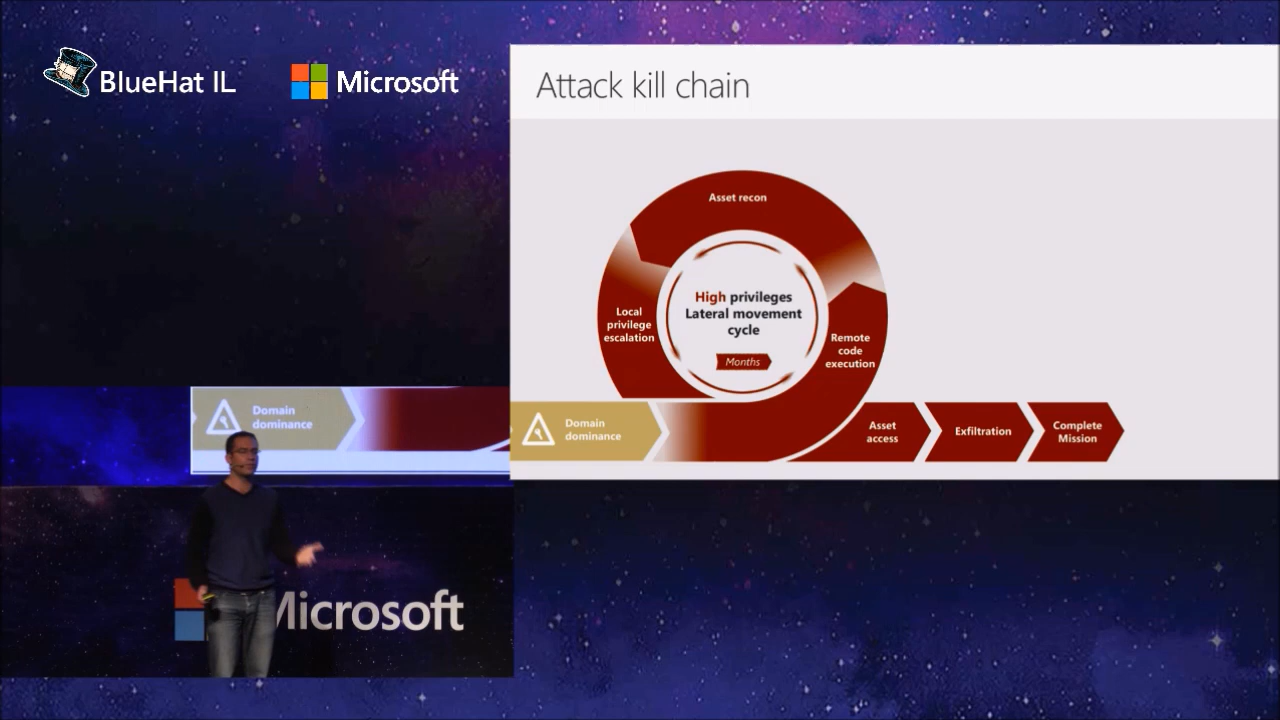 BlueHat IL
Microsoft
Attack kill chain
Asset recon
High privileges
Lateral movement
cycle
Months
Local
privilege
escalation
Remote
code
execution
Domain
dominance
Asset
access
Exfiltration
Complete
Mission
Domain
dominance
Microsoft